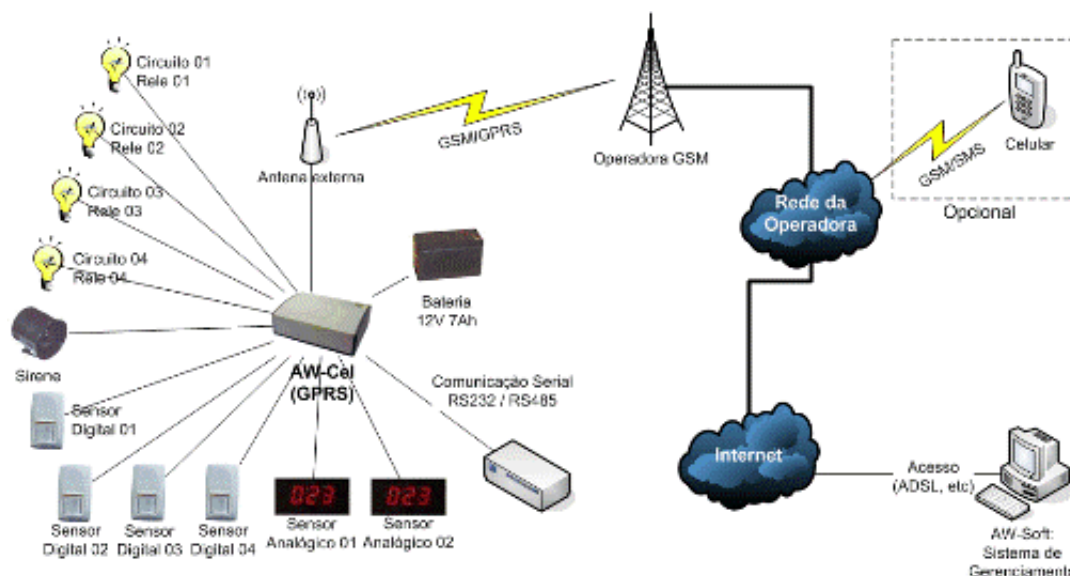 Circuito 01
Rele 01
Circuito 02
Rele 02
Circuito 03
Rele 03
Circuito 04
Rele 04
Sirene
Sensor
Digital 01
Sensor
Digital 02
Sensor
Digital 03
Sensor
Digital 04
023
Sensor
Analógico 01
023
Sensor
Analógico 02
AW-Cel
(GPRS)
Antena externa
GSM/GPRS
Bateria
12V 7Ah
Comunicação Serial
RS232 / RS485
Operadora GSM
Rede da
Operadora
GSM/SMS
Celular
Opcional
Internet
Acesso
(ADSL, etc)
AW-Soft:
Sistema de
Gerenciamento